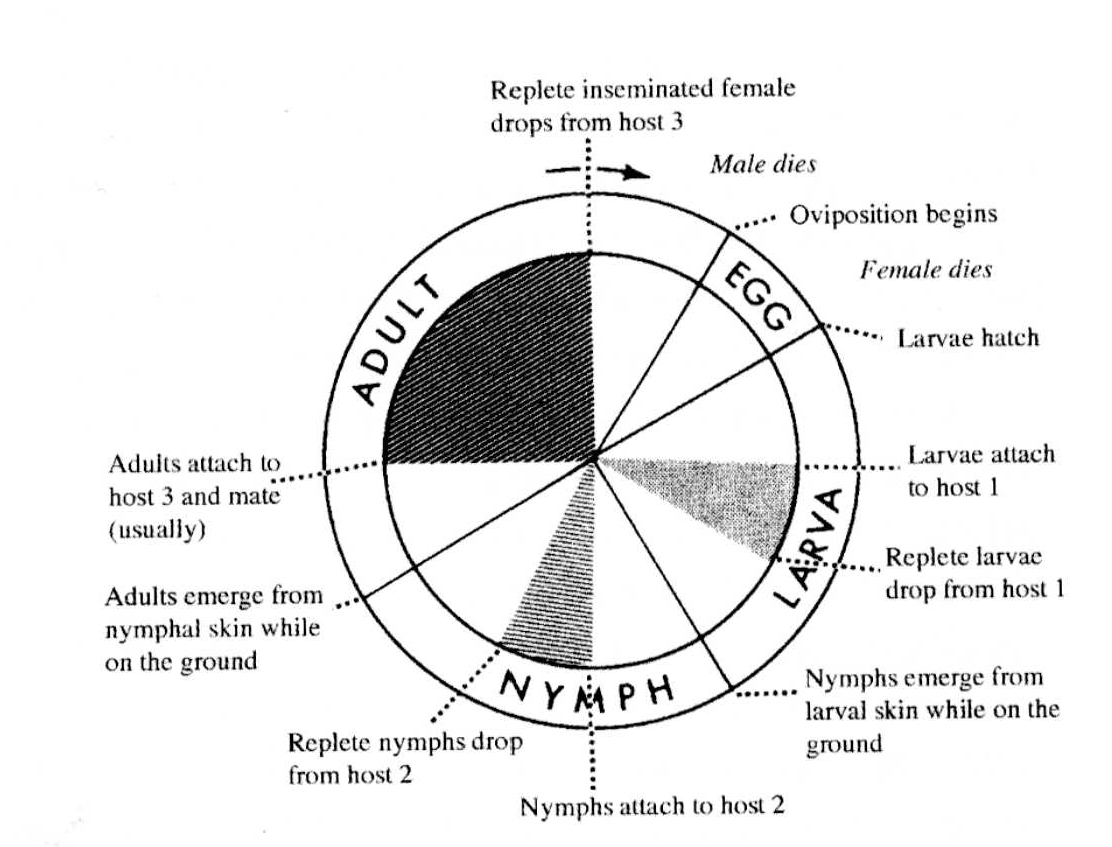 Replete inseminated female
drops from host 3
Male dies
Oviposition begins
EGG
Female dies
Larvae hatch
ADULT
Adults attach to
host 3 and mate
(usually)
Larvae attach
to host 1
LARVA
Replete larvae
drop from host 1
Adults emerge from
nymphal skin while
on the ground
NYMPH
Nymphs emerge from
larval skin while on the
ground
Replete nymphs drop
from host 2
Nymphs attach to host 2